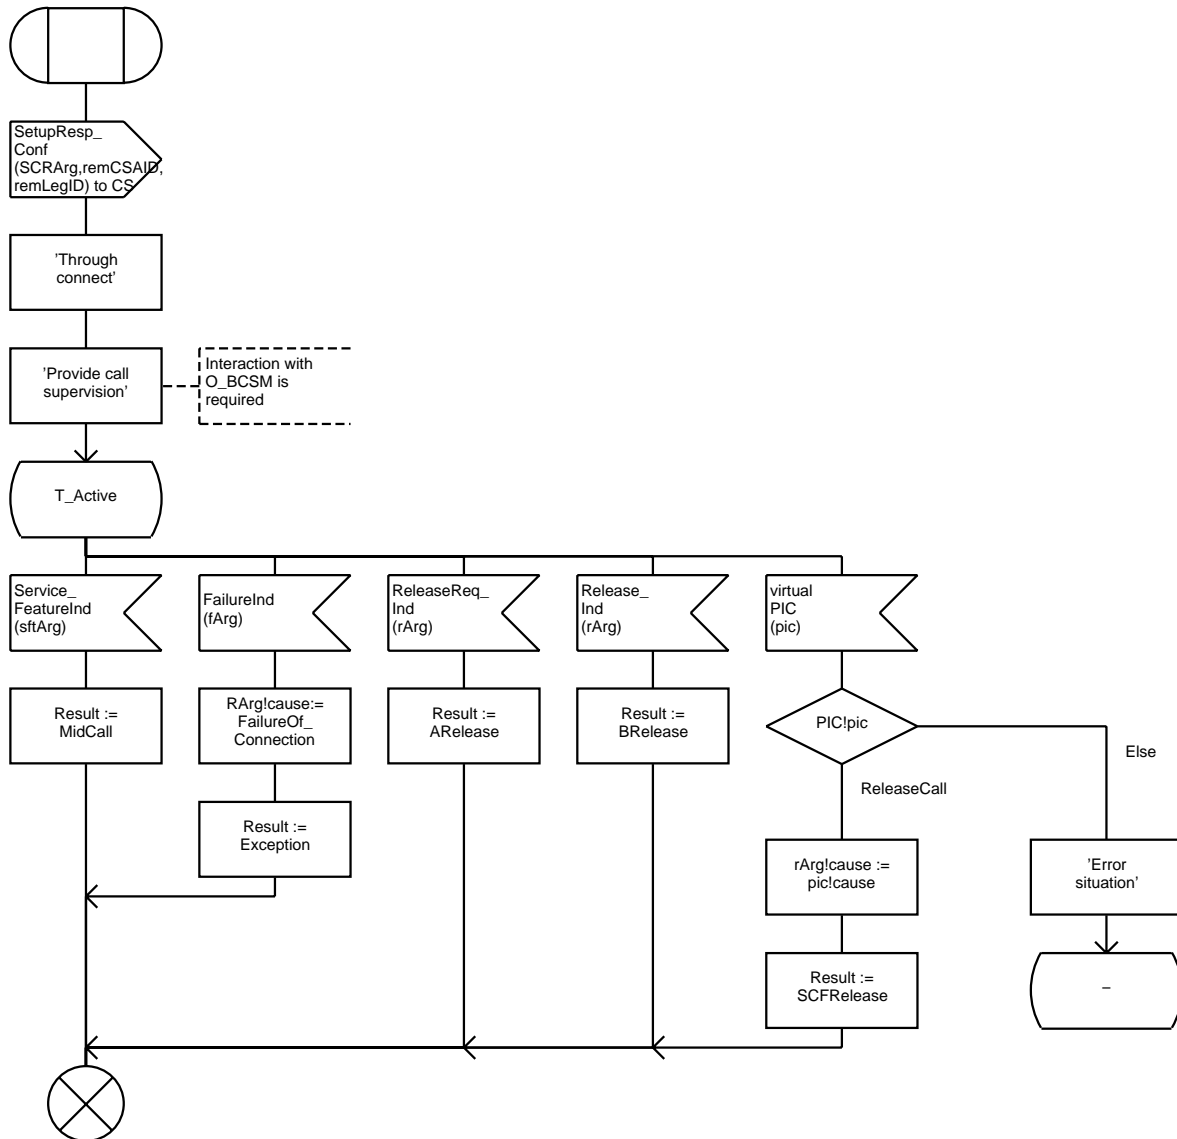 SetupResp_
Conf
(SCRArg,remCSAID,
remLegID) to CS
’Through
connect’
’Provide call
supervision’
Interaction with
O_BCSM is
required
T_Active
Service_
FeatureInd
(sftArg)
FailureInd
(fArg)
ReleaseReq_
Ind
(rArg)
Release_
Ind
(rArg)
virtual
PIC
(pic)
Result :=
MidCall
RArg!cause:=
FailureOf_
Connection
Result :=
ARelease
Result :=
BRelease
PIC!pic
Else
ReleaseCall
Result :=
Exception
rArg!cause :=
pic!cause
’Error
situation’
Result :=
SCFRelease
–